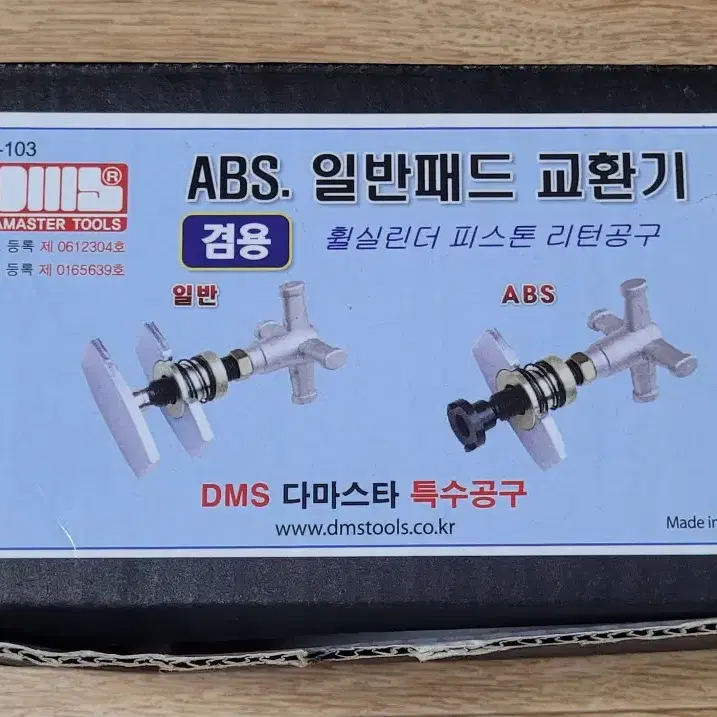 -103
DMS®
AMASTER TOOLS
등록 제 0612304호
등록 제 0165639호
ABS. 일반패드 교환기
겸용
휠실린더 피스톤 리턴공구
일반
ABS
DMS 다마스타 특수공구
www.dmstools.co.kr
Made in